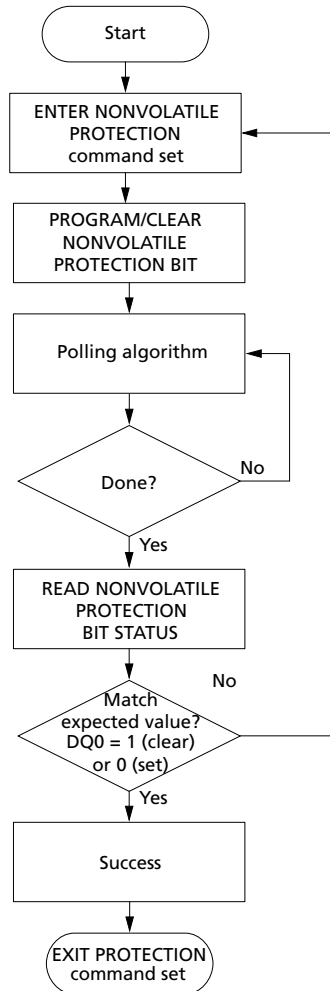 Start
ENTER NONVOLATILE
PROTECTION
command set
PROGRAM/CLEAR
NONVOLATILE
PROTECTION BIT
Polling algorithm
Done?
No
Yes
READ NONVOLATILE
PROTECTION
BIT STATUS
No
Match
expected value?
DQ0 = 1 (clear)
or 0 (set)
Yes
Success
EXIT PROTECTION
command set